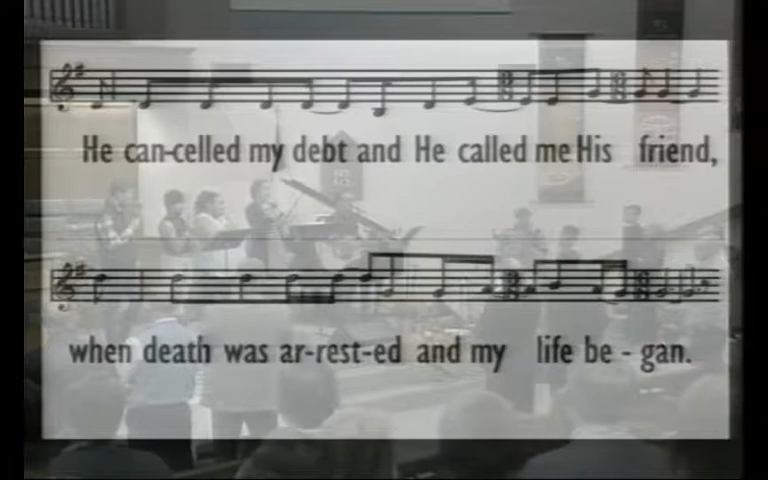 He can-celled my debt and He called me His friend,
when death was ar-rest-ed and my life be - gan.